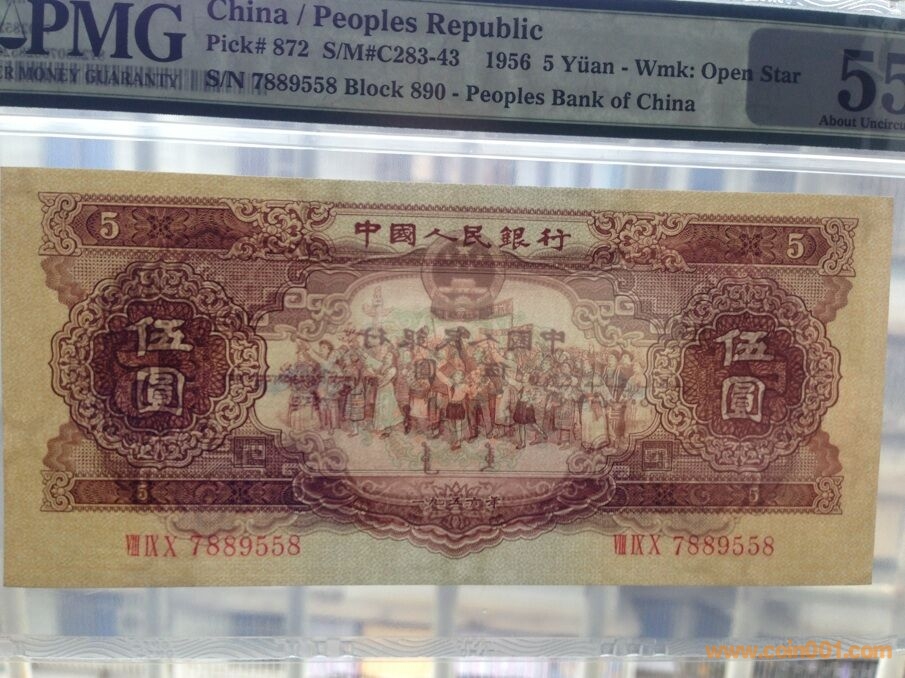 PMG
China / Peoples Republic
Pick# 872 S/M#C283-43 1956 5 Yüan - Wmk: Open Star
S/N 7889558 Block 890 - Peoples Bank of China
MONEY GUARANTY
55
About Uncircu
5 中國人民銀行 5
伍圓 伍圓
5 一九五六年 5
VIII IX X 7889558 VIII IX X 7889558
www.coin001.com